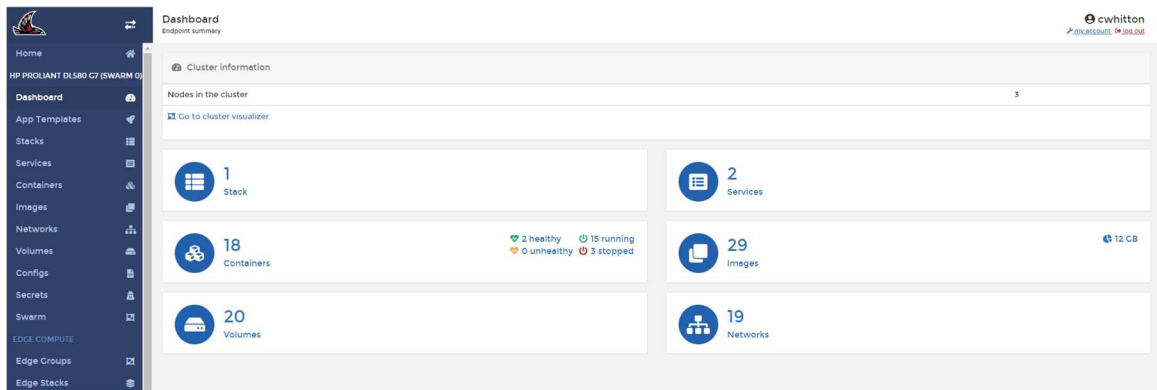 Dashboard
Endpoint summary
cwhitton
my account log out
Home
HP PROLIANT DL580 G7 (SWARM 0)
Dashboard
App Templates
Stacks
Services
Containers
Images
Networks
Volumes
Configs
Secrets
Swarm
EDGE COMPUTE
Edge Groups
Edge Stacks
Cluster information
Nodes in the cluster 3
Go to cluster visualizer
1
Stack
2
Services
18
Containers
2 healthy 15 running
0 unhealthy 3 stopped
29
Images
12 GB
20
Volumes
19
Networks